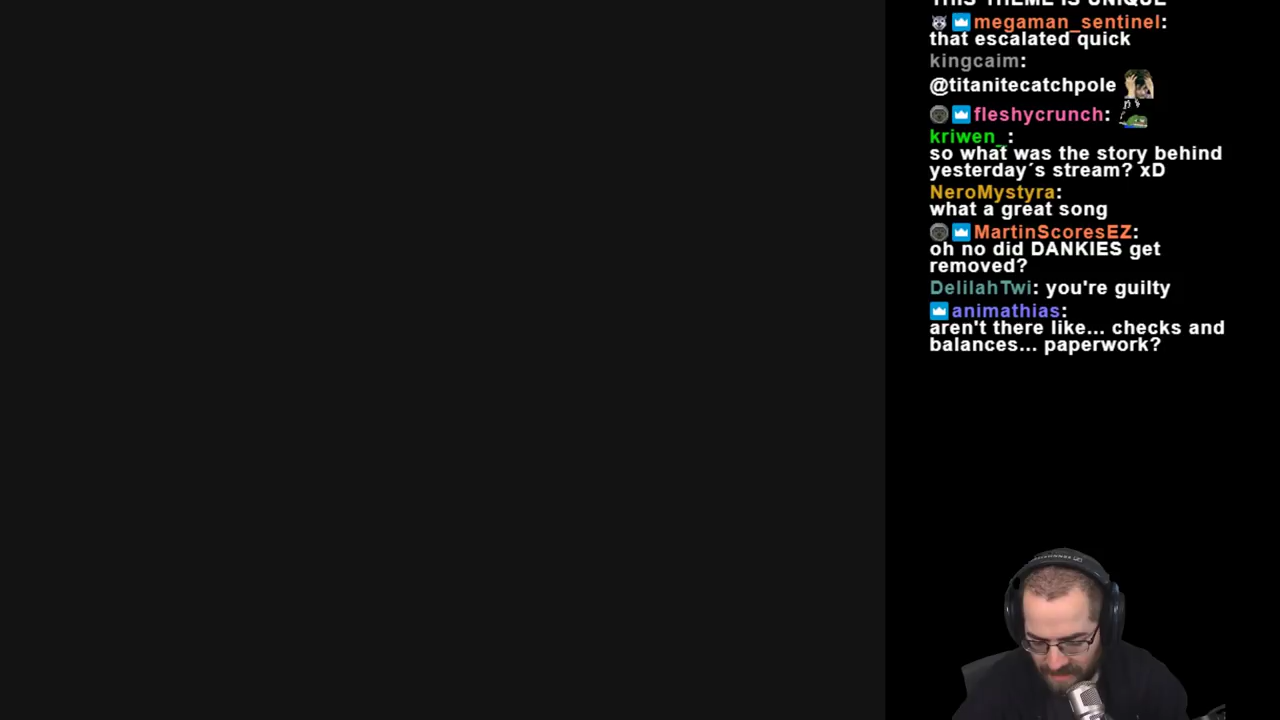 THIS THEME IS UNIQUE
megaman_sentinel:
that escalated quick
kingcaim:
@titanitecatchpole
fleshycrunch:
kriwen_:
so what was the story behind
yesterday´s stream? xD
NeroMystyra:
what a great song
MartinScoresEZ:
oh no did DANKIES get
removed?
DelilahTwi: you're guilty
animathias:
aren't there like... checks and
balances... paperwork?